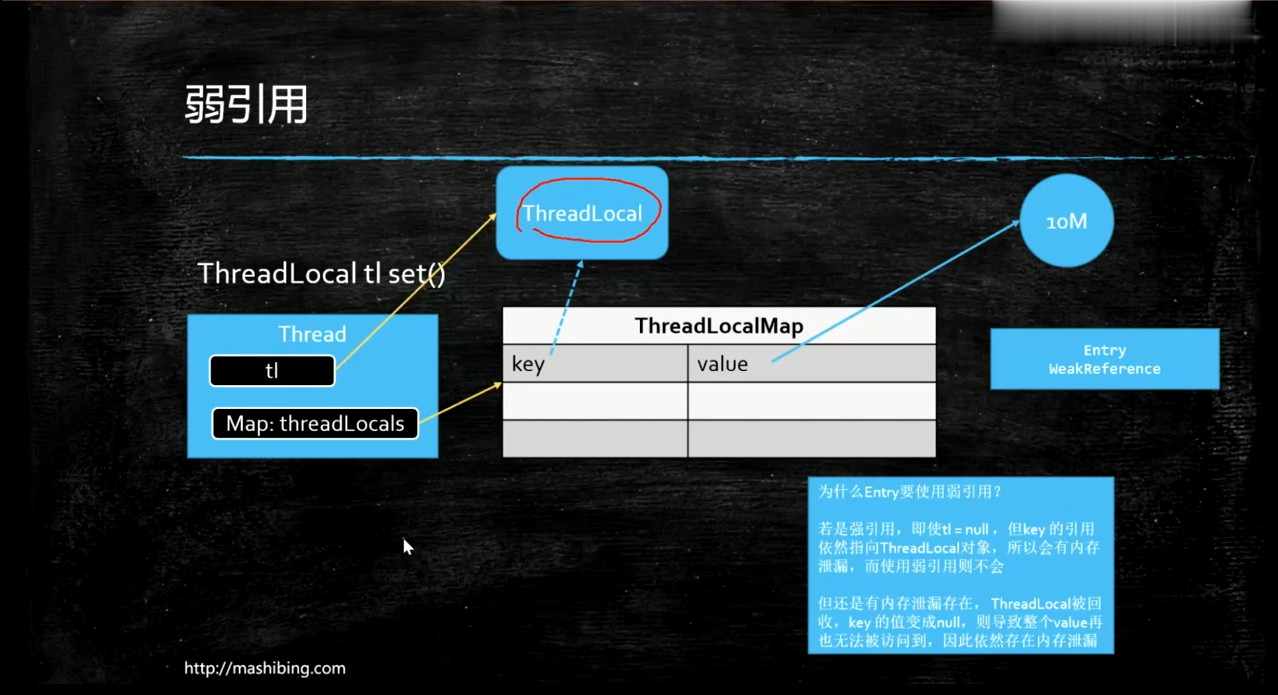 弱引用
ThreadLocal
10M
ThreadLocal tl set()
Thread
tl
Map: threadLocals
ThreadLocalMap
key
value
Entry
WeakReference
为什么Entry要使用弱引用？
若是强引用，即使tl = null，但key 的引用
依然指向ThreadLocal对象，所以会有内存
泄漏，而使用弱引用则不会
但还是有内存泄漏存在， ThreadLocal被回
收，key 的值变成null，则导致整个value再
也无法被访问到，因此依然存在内存泄漏
http://mashibing.com